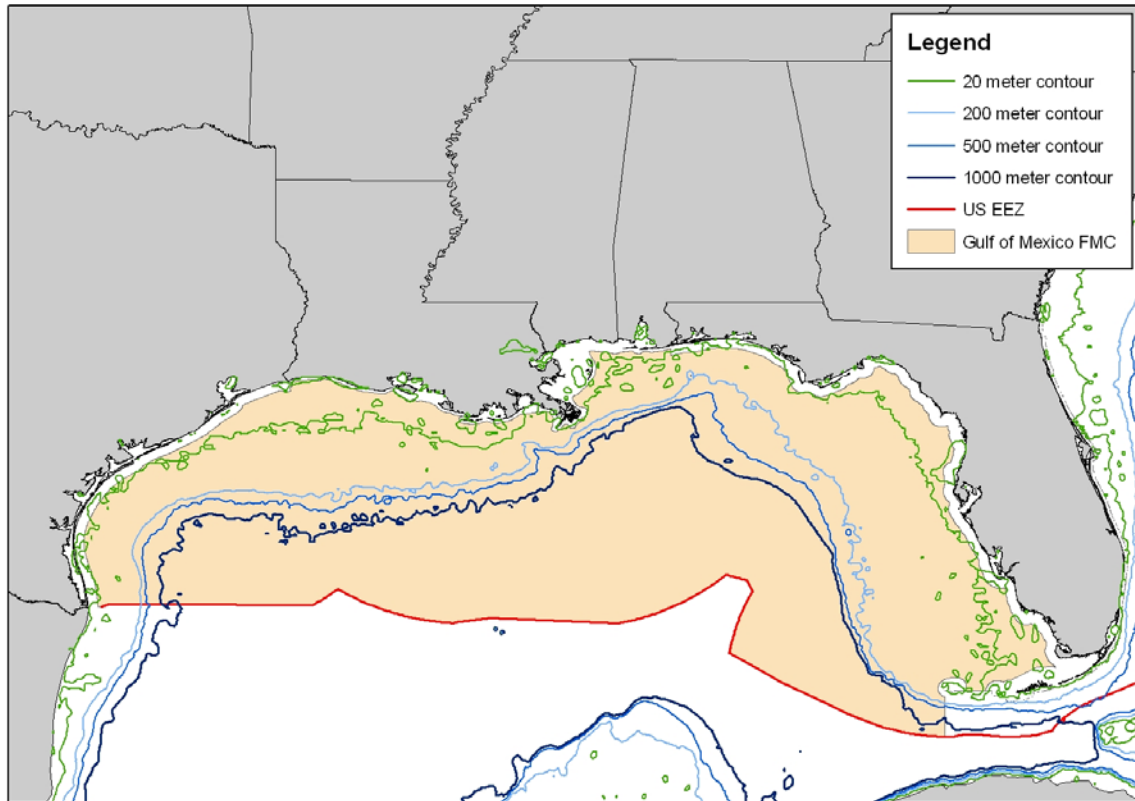 Legend
20 meter contour
200 meter contour
500 meter contour
1000 meter contour
US EEZ
Gulf of Mexico FMC